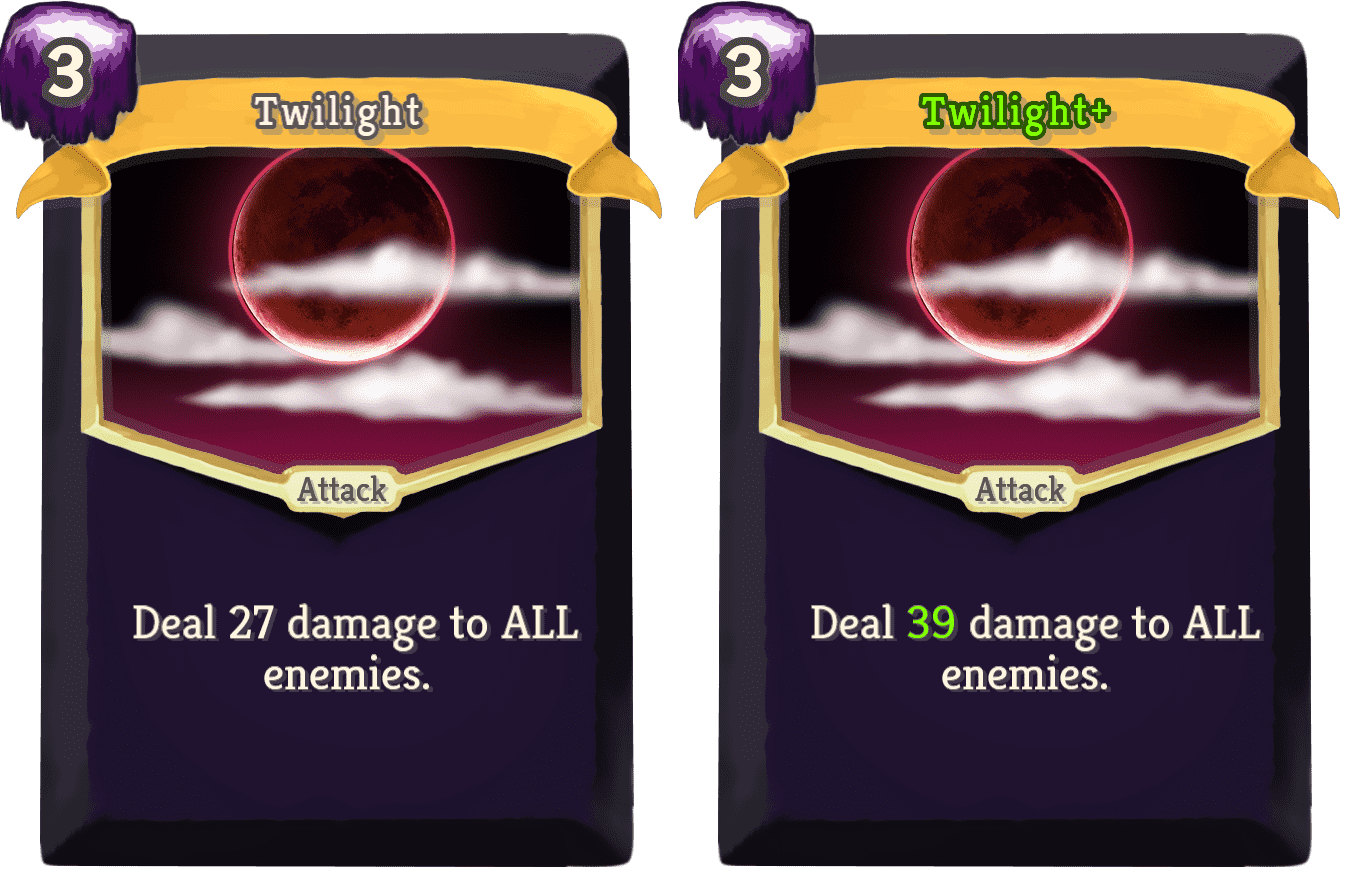 3
Twilight
Attack
Deal 27 damage to ALL
enemies.
3
Twilight+
Attack
Deal 39 damage to ALL
enemies.